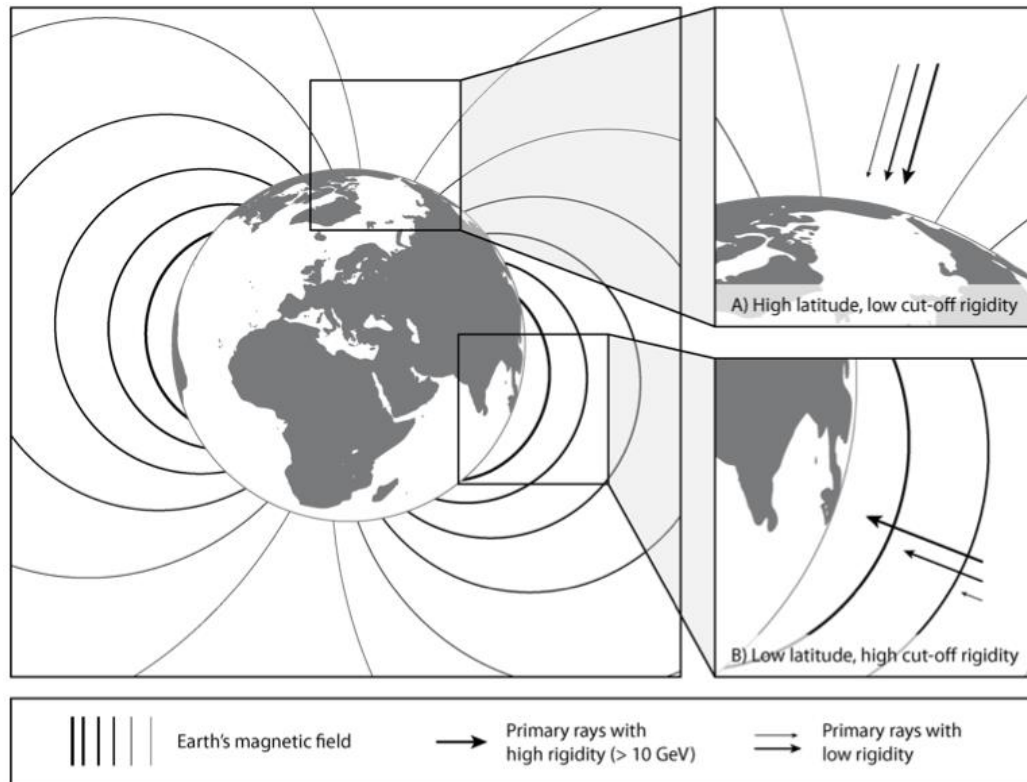 A) High latitude, low cut-off rigidity
B) Low latitude, high cut-off rigidity
Earth's magnetic field
Primary rays with
high rigidity (> 10 GeV)
Primary rays with
low rigidity